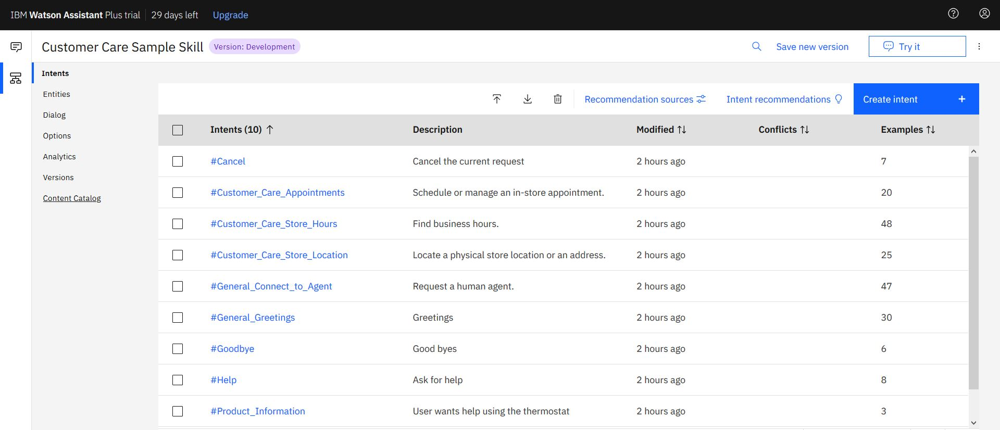 IBM Watson Assistant Plus trial 29 days left Upgrade
Customer Care Sample Skill Version: Development Save new version Try it
Intents
Entities
Dialog
Options
Analytics
Versions
Content Catalog
Recommendation sources Intent recommendations Create intent +
Intents (10) Description Modified Conflicts Examples
#Cancel Cancel the current request 2 hours ago 7
#Customer_Care_Appointments Schedule or manage an in-store appointment. 2 hours ago 20
#Customer_Care_Store_Hours Find business hours. 2 hours ago 48
#Customer_Care_Store_Location Locate a physical store location or an address. 2 hours ago 25
#General_Connect_to_Agent Request a human agent. 2 hours ago 47
#General_Greetings Greetings 2 hours ago 30
#Goodbye Good byes 2 hours ago 6
#Help Ask for help 2 hours ago 8
#Product_Information User wants help using the thermostat 2 hours ago 3